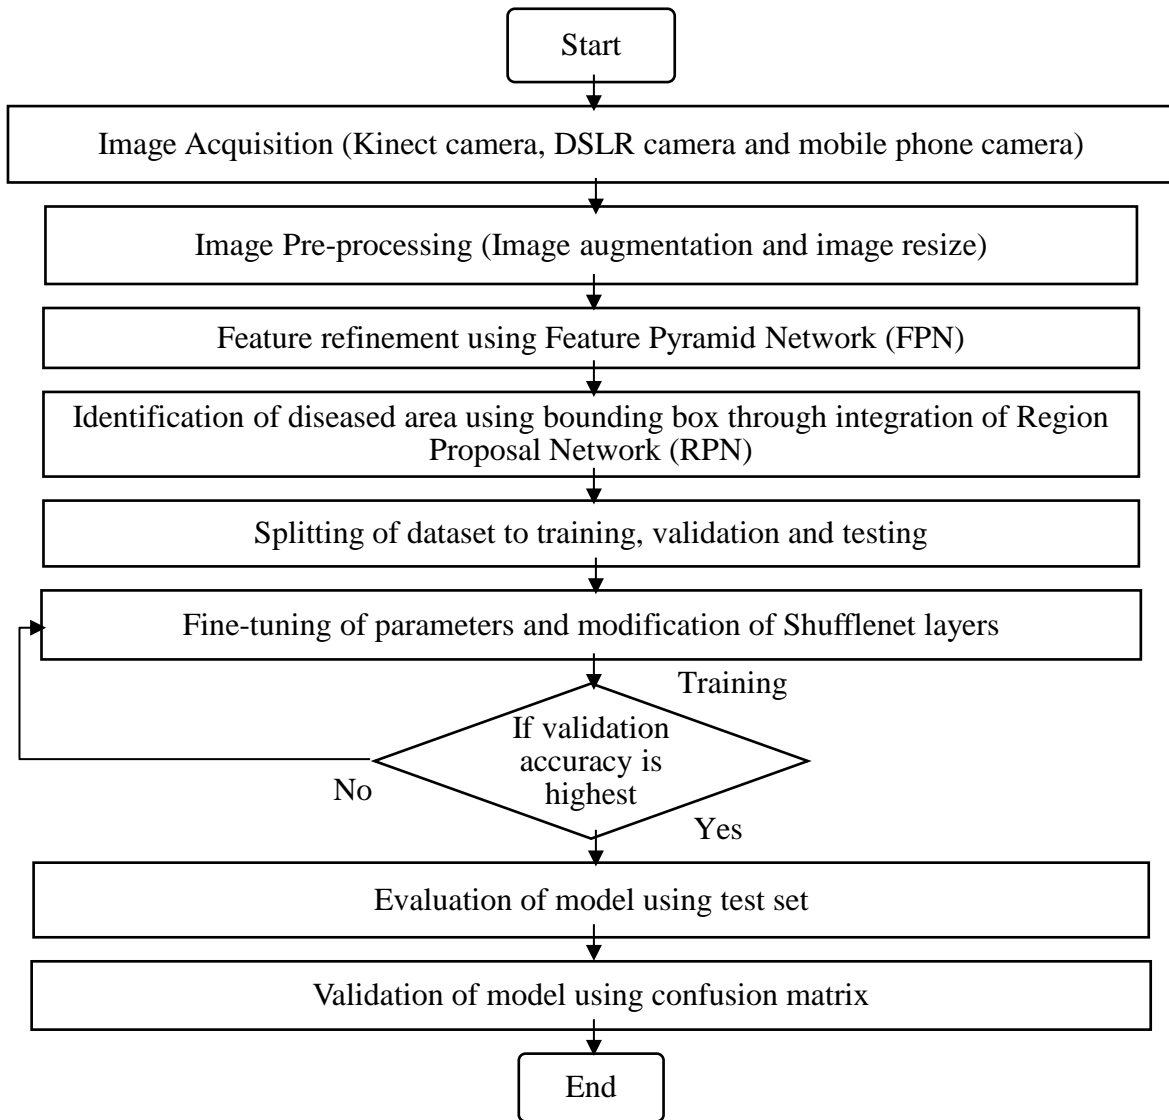 Start
Image Acquisition (Kinect camera, DSLR camera and mobile phone camera)
Image Pre-processing (Image augmentation and image resize)
Feature refinement using Feature Pyramid Network (FPN)
Identification of diseased area using bounding box through integration of Region
Proposal Network (RPN)
Splitting of dataset to training, validation and testing
Fine-tuning of parameters and modification of Shufflenet layers
Training
If validation
accuracy is
highest
No
Yes
Evaluation of model using test set
Validation of model using confusion matrix
End